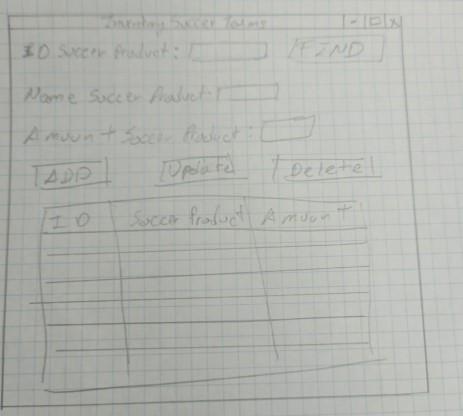 Inventory Soccer Teams - □ x
ID Soccer Product: FIND
Name Soccer Product:
Amount Soccer Product:
ADD Update Delete
ID Soccer Product Amount